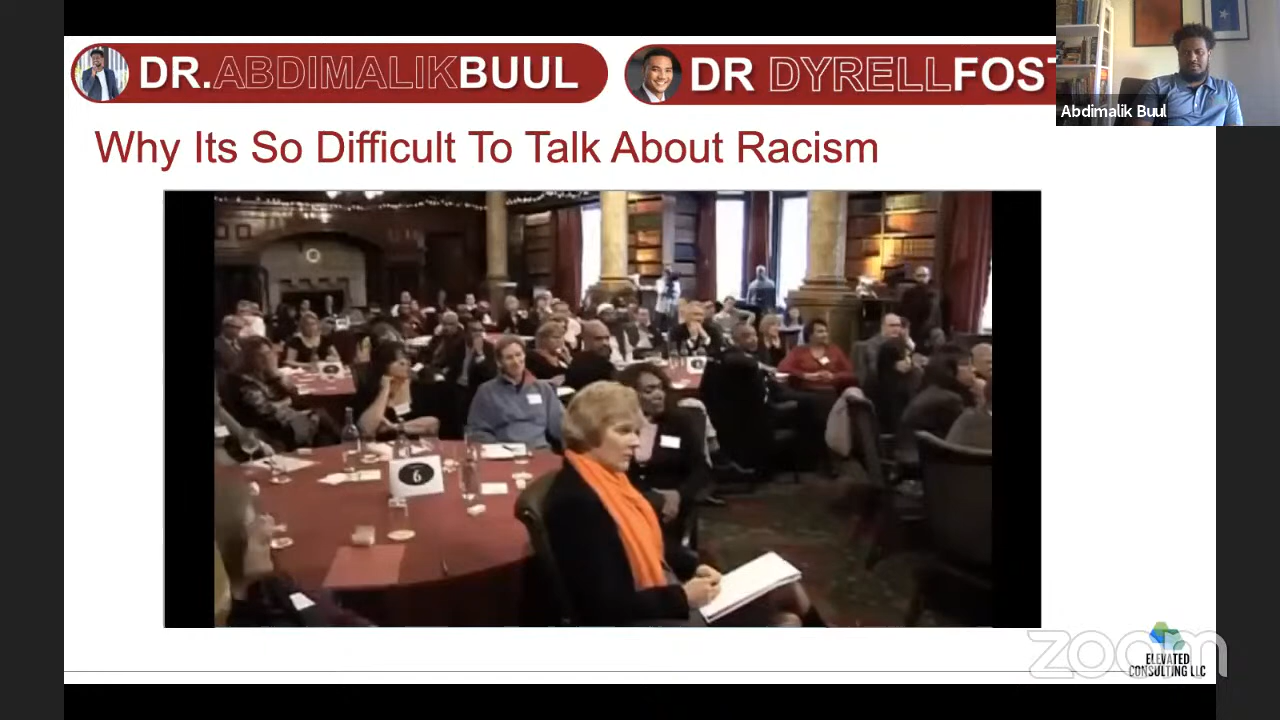 DR.ABDIMALIKBUUL
DR DYRELLFOST
Abdimalik Buul
Why Its So Difficult To Talk About Racism
6
zoom
ELEVATED
CONSULTING LLC